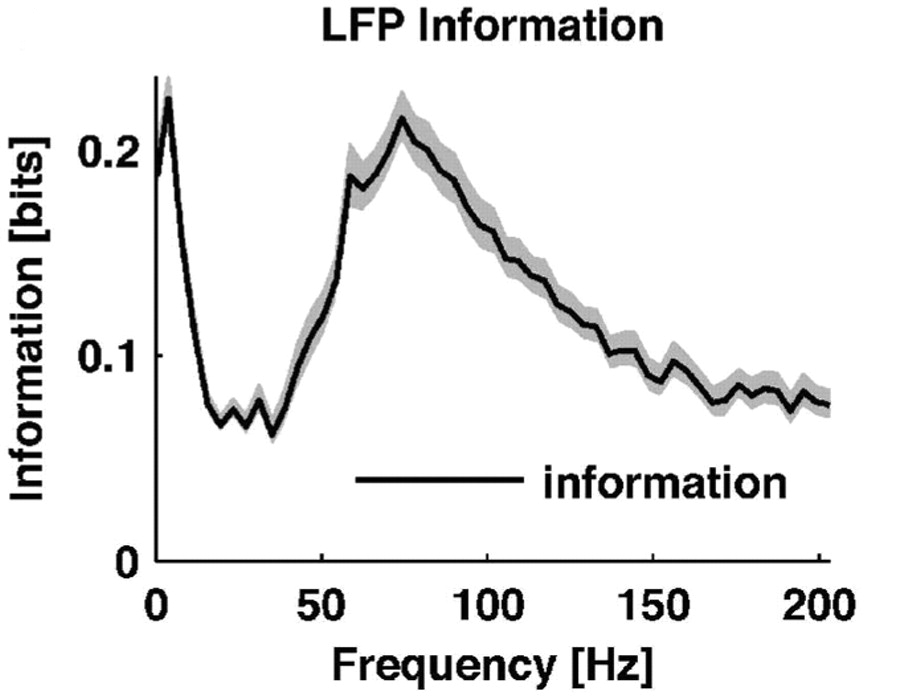 LFP Information
Information [bits]
0.2
0.1
0
information
0 50 100 150 200
Frequency [Hz]